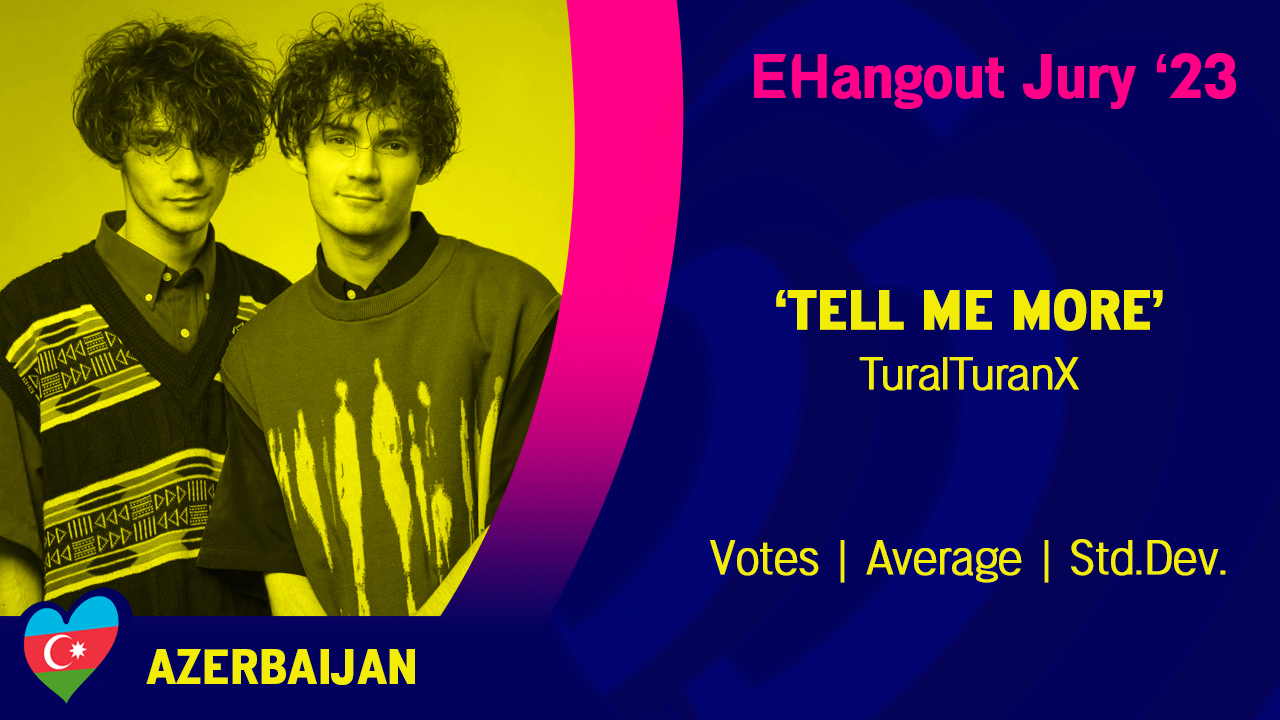 EHangout Jury ‘23
‘TELL ME MORE’
TuralTuranX
Votes | Average | Std.Dev.
AZERBAIJAN